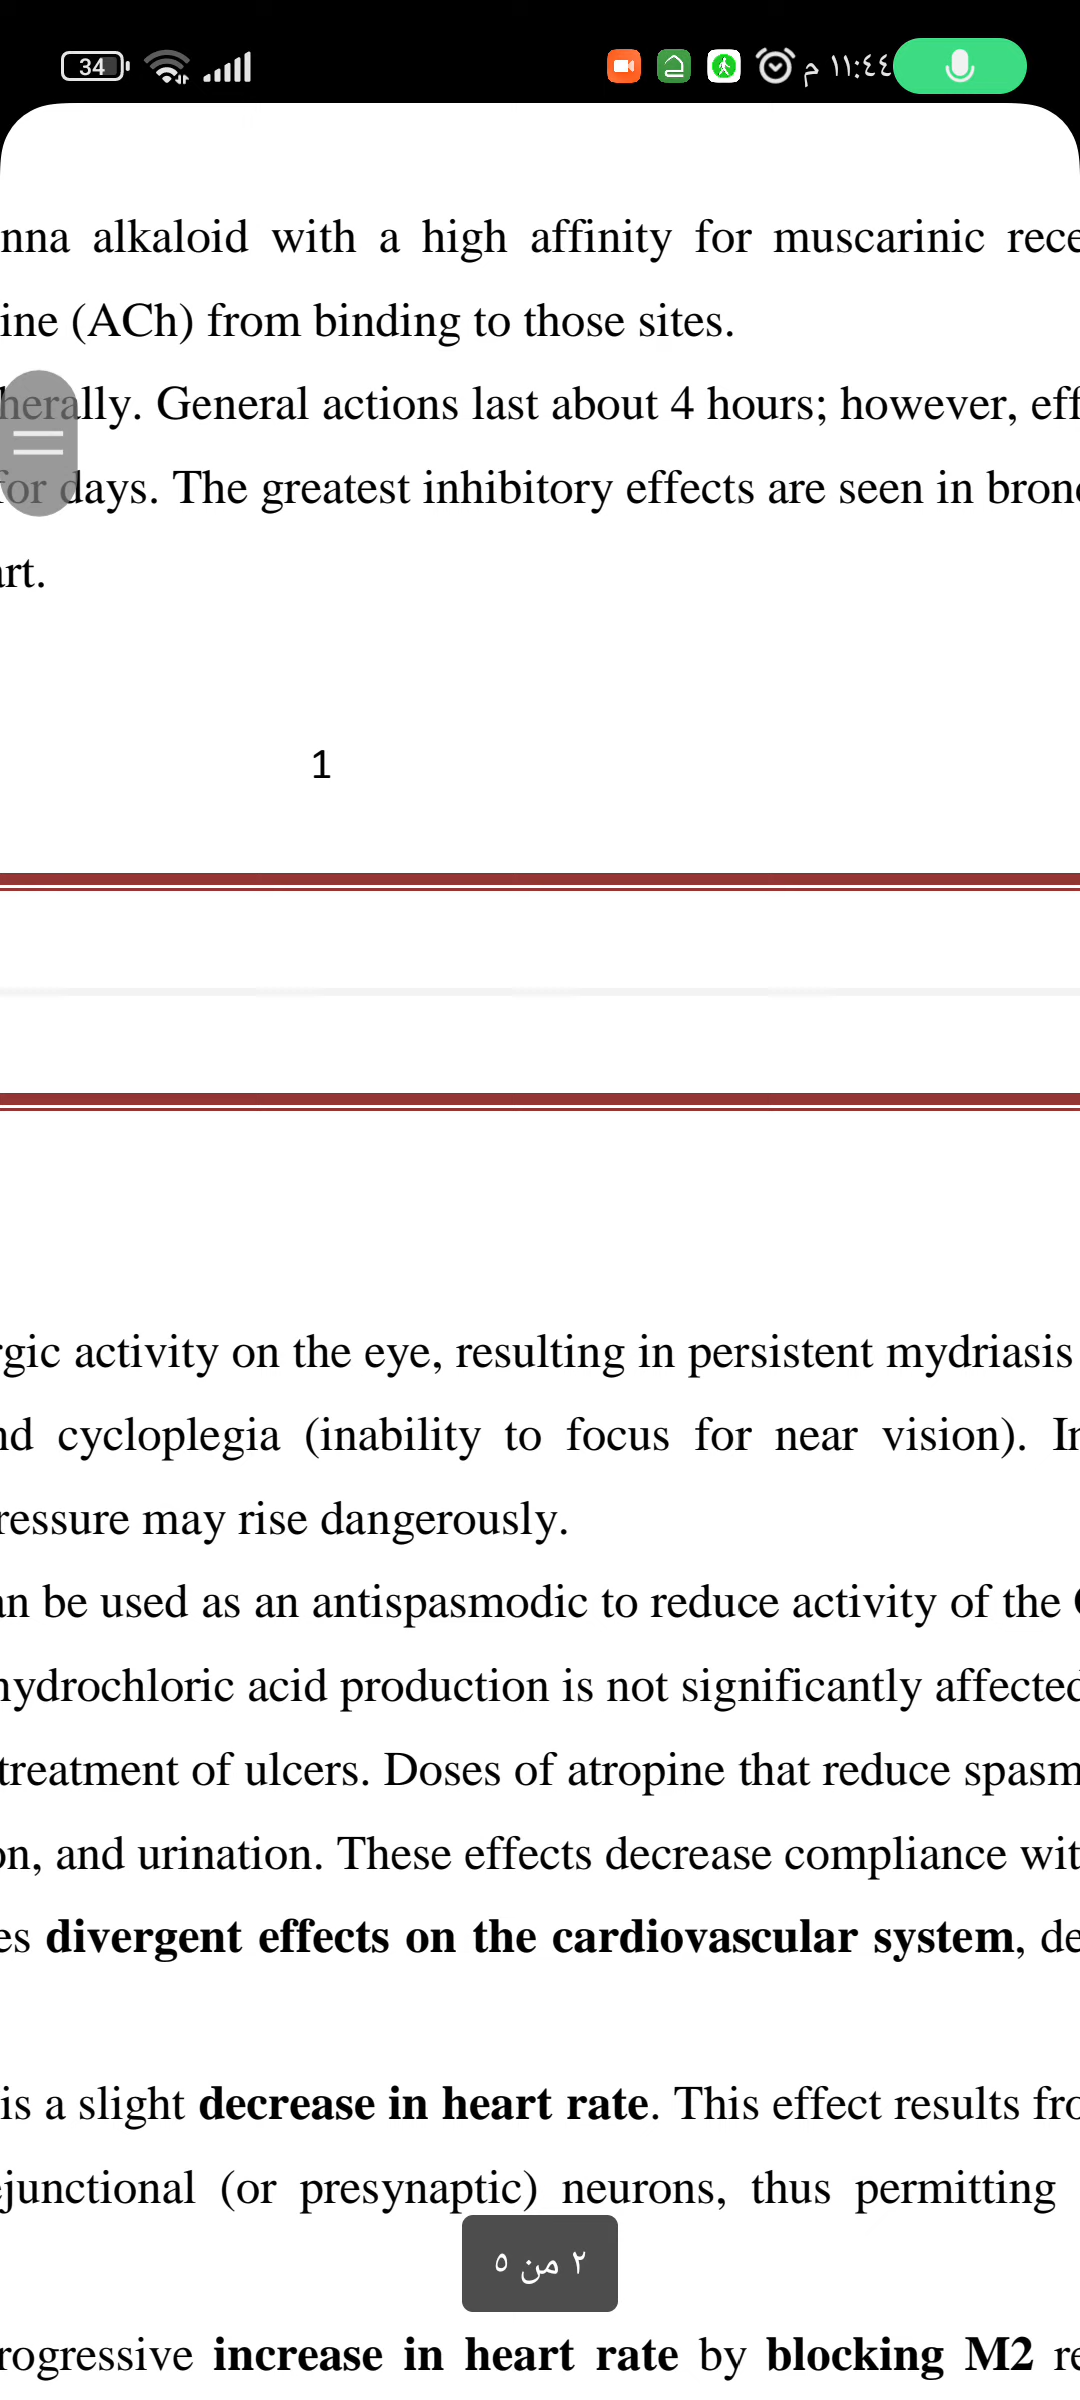 34
م ١١:٤٤
nna alkaloid with a high affinity for muscarinic rece
ine (ACh) from binding to those sites.
herally. General actions last about 4 hours; however, eff
for days. The greatest inhibitory effects are seen in bron
art.
1
rgic activity on the eye, resulting in persistent mydriasis
nd cycloplegia (inability to focus for near vision). In
ressure may rise dangerously.
an be used as an antispasmodic to reduce activity of the
hydrochloric acid production is not significantly affected
treatment of ulcers. Doses of atropine that reduce spasm
on, and urination. These effects decrease compliance wit
es divergent effects on the cardiovascular system, de
is a slight decrease in heart rate. This effect results fro
ejunctional (or presynaptic) neurons, thus permitting
٢ من ٥
rogressive increase in heart rate by blocking M2 re